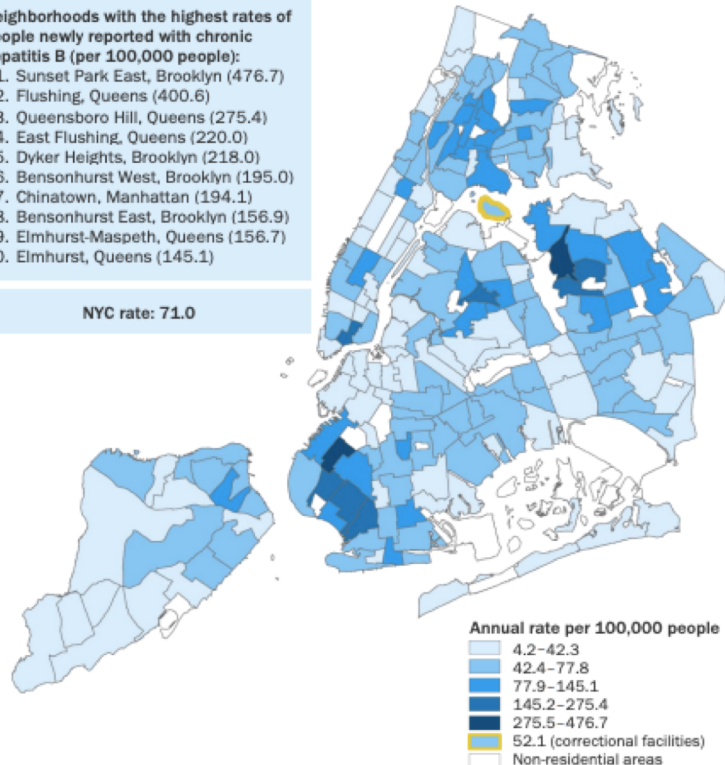 eighborhoods with the highest rates of
eople newly reported with chronic
epatitis B (per 100,000 people):
1. Sunset Park East, Brooklyn (476.7)
2. Flushing, Queens (400.6)
3. Queensboro Hill, Queens (275.4)
4. East Flushing, Queens (220.0)
5. Dyker Heights, Brooklyn (218.0)
6. Bensonhurst West, Brooklyn (195.0)
7. Chinatown, Manhattan (194.1)
8. Bensonhurst East, Brooklyn (156.9)
9. Elmhurst-Maspeth, Queens (156.7)
0. Elmhurst, Queens (145.1)
NYC rate: 71.0
Annual rate per 100,000 people
4.2–42.3
42.4–77.8
77.9–145.1
145.2–275.4
275.5–476.7
52.1 (correctional facilities)
Non-residential areas